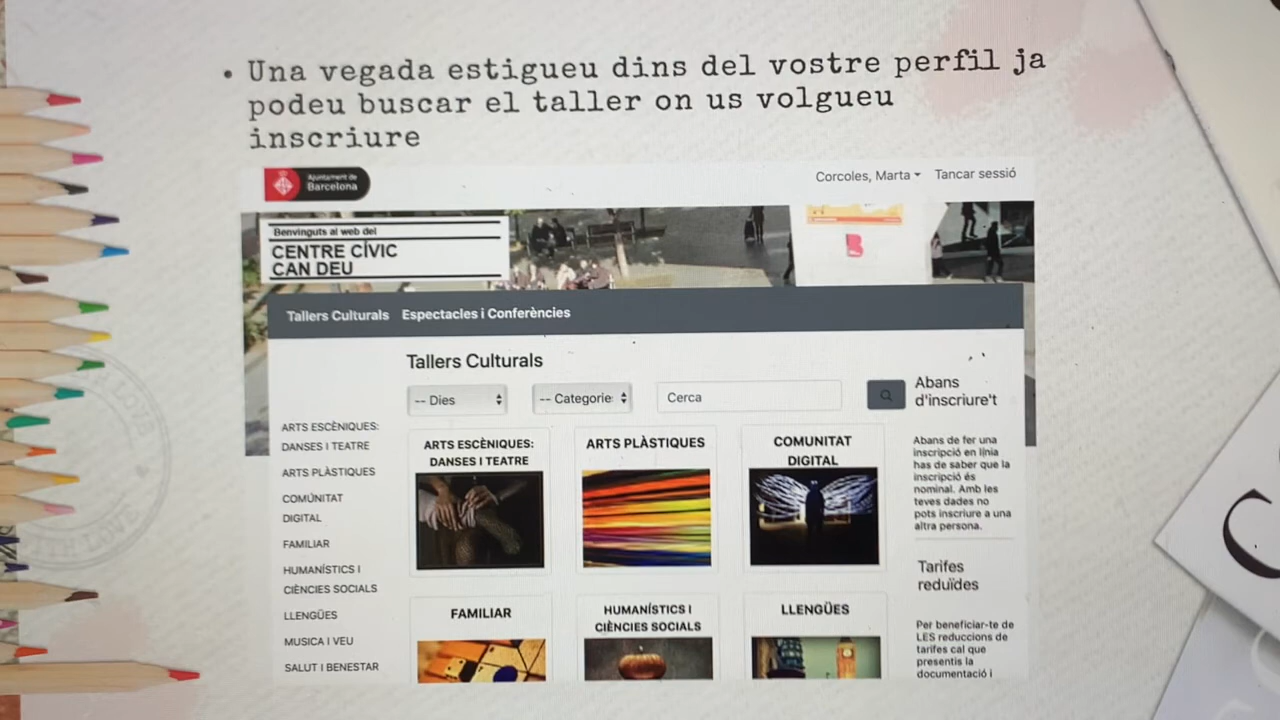 • Una vegada estigueu dins del vostre perfil ja
podeu buscar el taller on us volgueu
inscriure
Ajuntament de
Barcelona
Corcoles, Marta
Tancar sessió
Benvinguts al web del
CENTRE CÍVIC
CAN DEU
Tallers Culturals
Espectacles i Conferències
Tallers Culturals
-- Dies
-- Categorie
Cerca
ARTS ESCÈNIQUES:
DANSES I TEATRE
ARTS PLÀSTIQUES
COMUNITAT
DIGITAL
FAMILIAR
HUMANÍSTICS I
CIÈNCIES SOCIALS
LLENGÜES
MUSICA I VEU
SALUT I BENESTAR
ARTS ESCÈNIQUES:
DANSES I TEATRE
ARTS PLÀSTIQUES
COMUNITAT
DIGITAL
FAMILIAR
HUMANÍSTICS I
CIÈNCIES SOCIALS
LLENGÜES
Abans
d'inscriure't
Abans de fer una
inscripció en línia
has de saber que la
inscripció és
nominal. Amb les
teves dades no
pots inscriure a una
altra persona.
Tarifes
reduïdes
Per beneficiar-te de
LES reduccions de
tarifes cal que
presentis la
documentació i